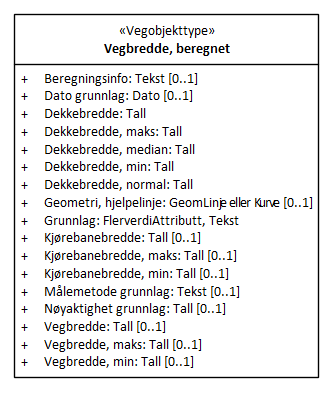 «Vegobjekttype»
Vegbredde, beregnet
+ Beregningsinfo: Tekst [0..1]
+ Dato grunnlag: Dato [0..1]
+ Dekkebredde: Tall
+ Dekkebredde, maks: Tall
+ Dekkebredde, median: Tall
+ Dekkebredde, min: Tall
+ Dekkebredde, normal: Tall
+ Geometri, hjelpelinje: GeomLinje eller Kurve [0..1]
+ Grunnlag: FlerverdiAttributt, Tekst
+ Kjørebanebredde: Tall [0..1]
+ Kjørebanebredde, maks: Tall [0..1]
+ Kjørebanebredde, min: Tall [0..1]
+ Målemetode grunnlag: Tekst [0..1]
+ Nøyaktighet grunnlag: Tall [0..1]
+ Vegbredde: Tall [0..1]
+ Vegbredde, maks: Tall [0..1]
+ Vegbredde, min: Tall [0..1]